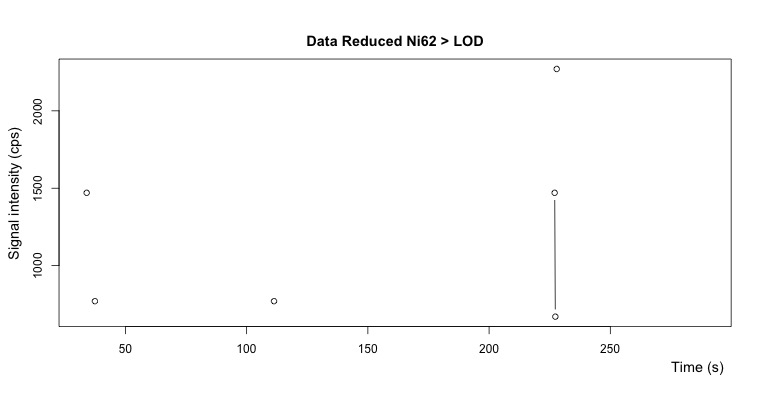 Data Reduced Ni62 > LOD
Signal intensity (cps)
2000
1500
1000
50 100 150 200 250
Time (s)